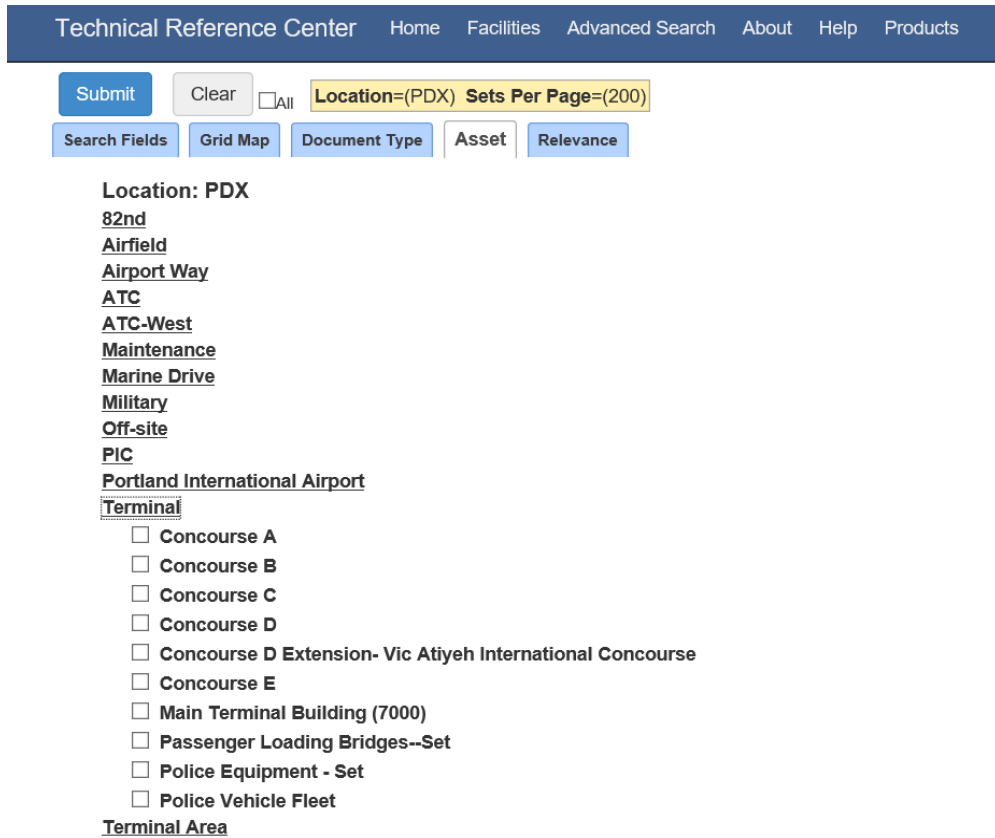 Technical Reference Center Home Facilities Advanced Search About Help Products
Submit Clear All Location=(PDX) Sets Per Page=(200)
Search Fields Grid Map Document Type Asset Relevance
Location: PDX
82nd
Airfield
Airport Way
ATC
ATC-West
Maintenance
Marine Drive
Military
Off-site
PIC
Portland International Airport
Terminal
Concourse A
Concourse B
Concourse C
Concourse D
Concourse D Extension- Vic Atiyeh International Concourse
Concourse E
Main Terminal Building (7000)
Passenger Loading Bridges--Set
Police Equipment - Set
Police Vehicle Fleet
Terminal Area